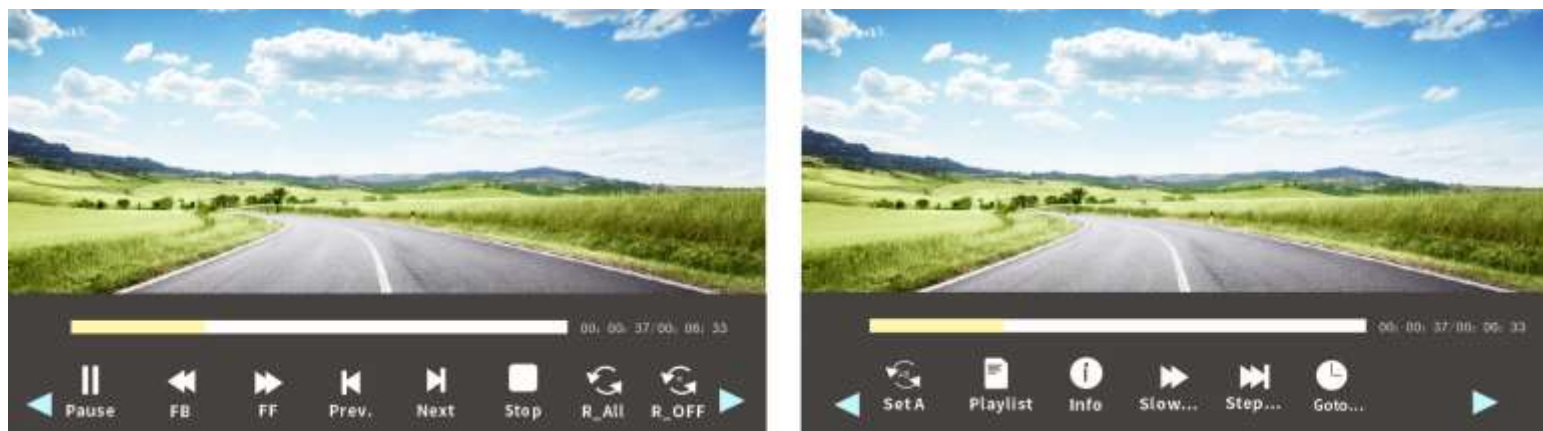 00: 00: 37/00: 06: 33
Pause FB FF Prev. Next Stop R_All R_OFF
00: 00: 37/00: 06: 33
Set A Playlist Info Slow... Step... Goto...